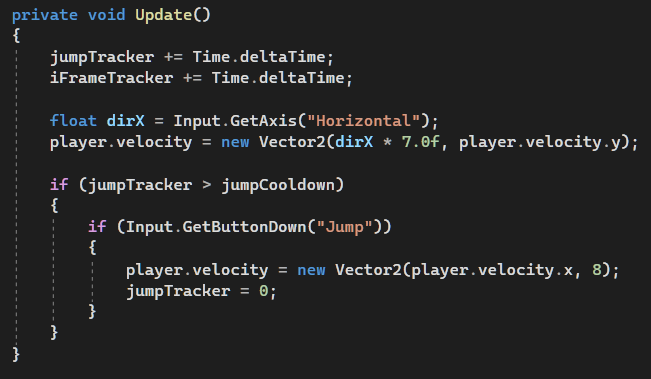 private void Update()
{
    jumpTracker += Time.deltaTime;
    iFrameTracker += Time.deltaTime;

    float dirX = Input.GetAxis("Horizontal");
    player.velocity = new Vector2(dirX * 7.0f, player.velocity.y);

    if (jumpTracker > jumpCooldown)
    {
        if (Input.GetButtonDown("Jump"))
        {
            player.velocity = new Vector2(player.velocity.x, 8);
            jumpTracker = 0;
        }
    }
}